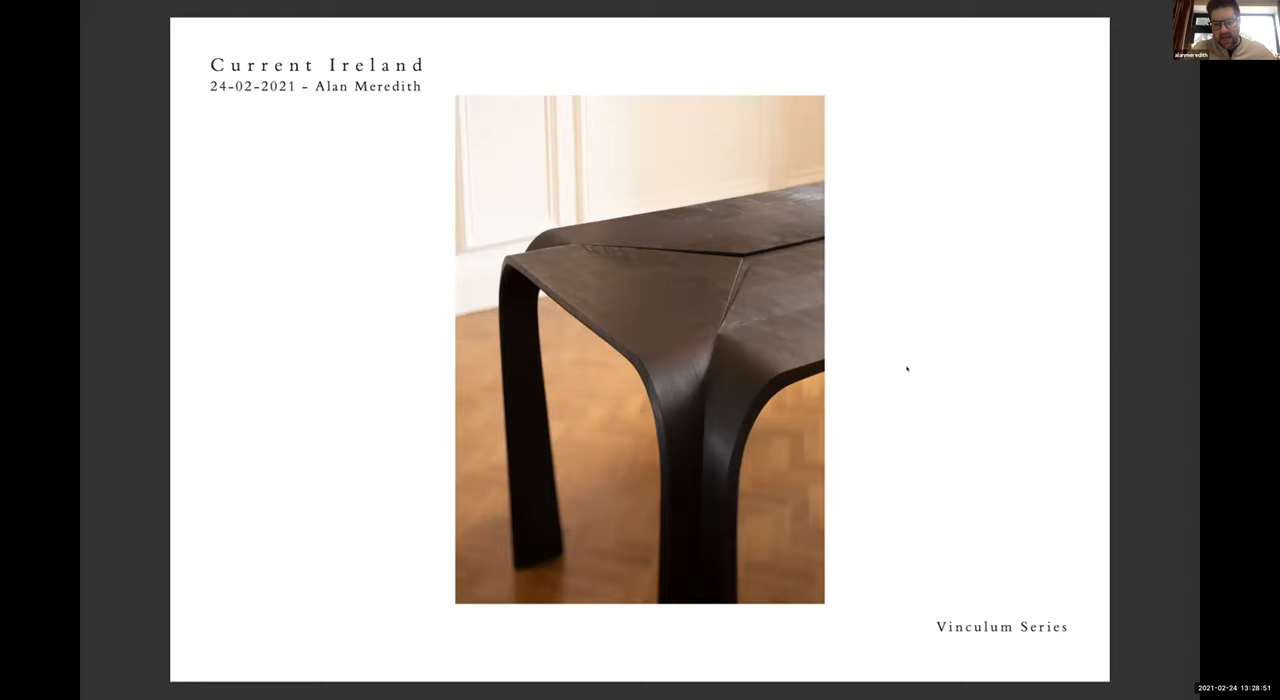 Current Ireland
24-02-2021 - Alan Meredith
alanmeredith
Vinculum Series
2021-02-24 13:28:51